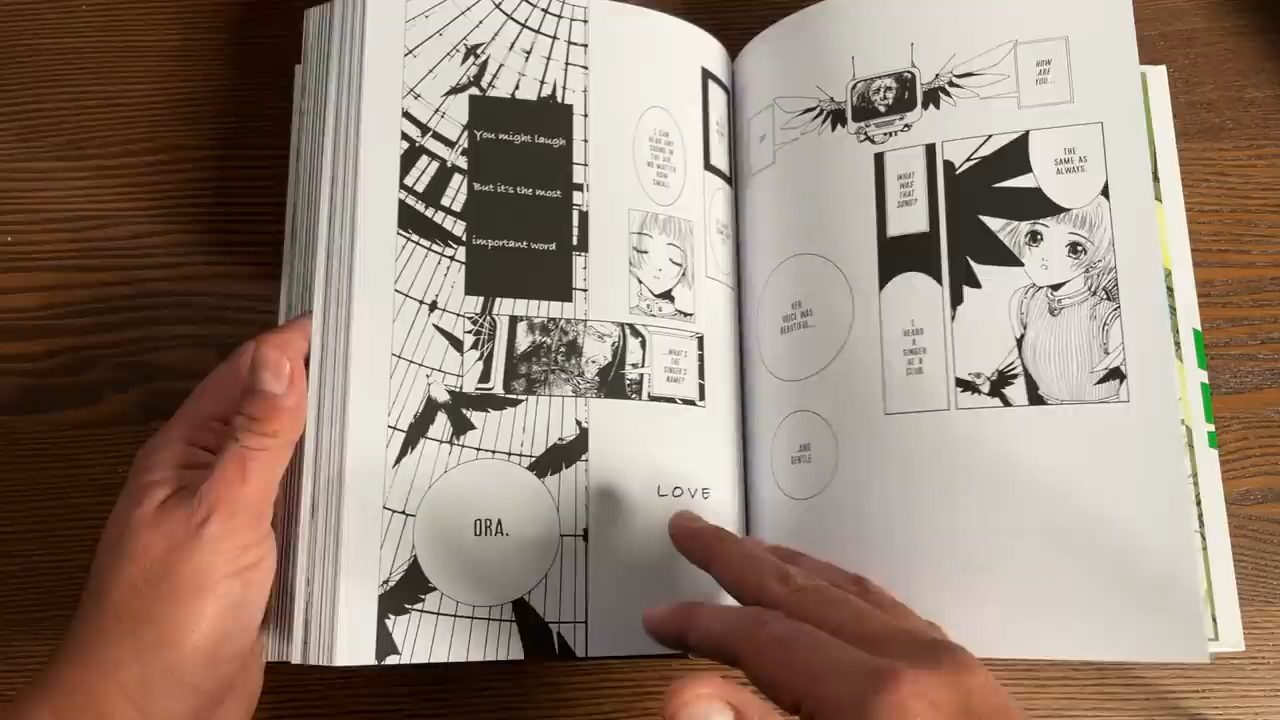 HOW
ARE
YOU...
THE
SAME AS
ALWAYS.
WHAT
WAS
THAT
SONG?
I
HEARD
A
SINGER
AT A
CLUB.
HER
VOICE WAS
BEAUTIFUL...
...AND
GENTLE.
I CAN
HEAR ANY
SOUND IN
THE AIR,
NO MATTER
HOW
SMALL.
...WHAT'S
THE
SINGER'S
NAME?
LOVE
You might laugh
But it's the most
important word
ORA.